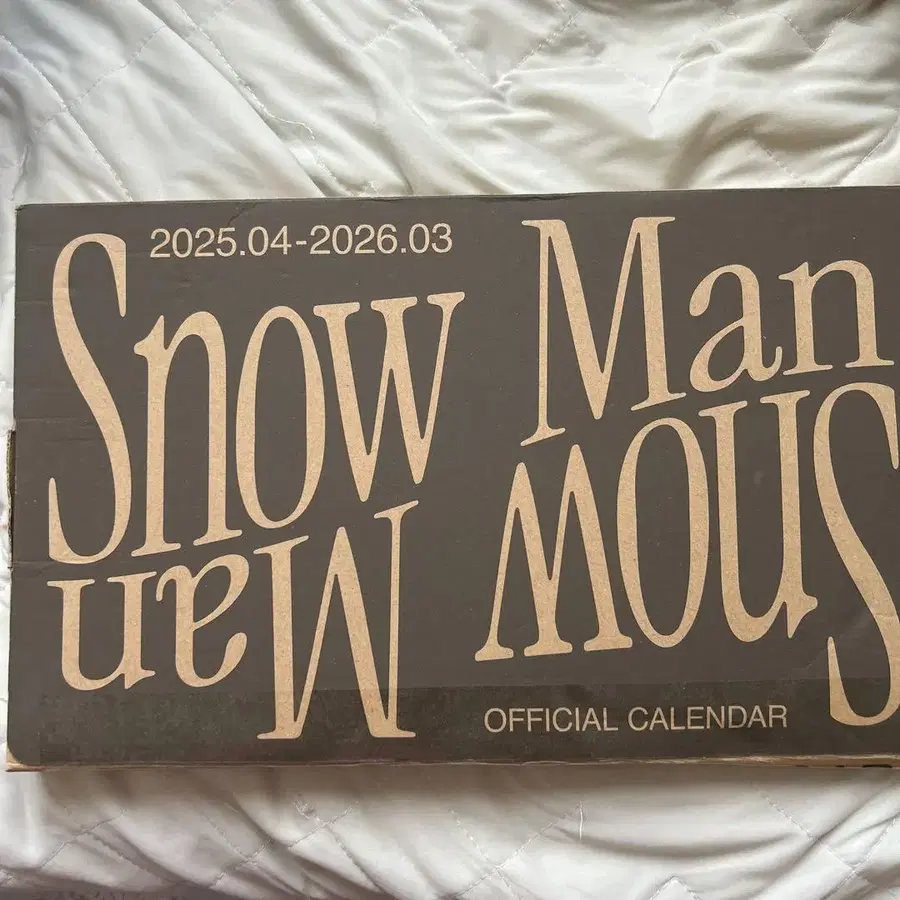 2025.04-2026.03
Snow Man
Snow Man
OFFICIAL CALENDAR